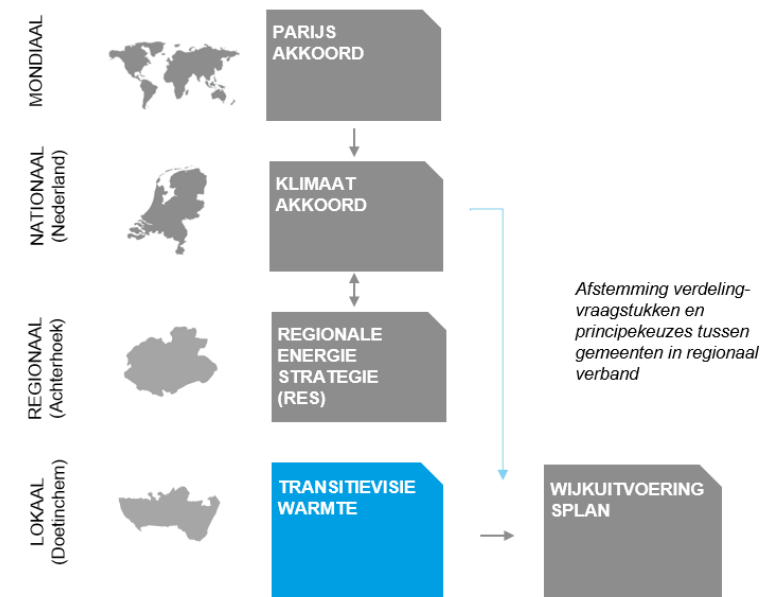 MONDIAAL
PARIJS
AKKOORD
NATIONAAL
(Nederland)
KLIMAAT
AKKOORD
Afstemming verdeling-
vraagstukken en
principekeuzes tussen
gemeenten in regionaal
verband
REGIONAAL
(Achterhoek)
REGIONALE
ENERGIE
STRATEGIE
(RES)
LOKAAL
(Doetinchem)
TRANSITIEVISIE
WARMTE
WIJKUITVOERING
SPLAN